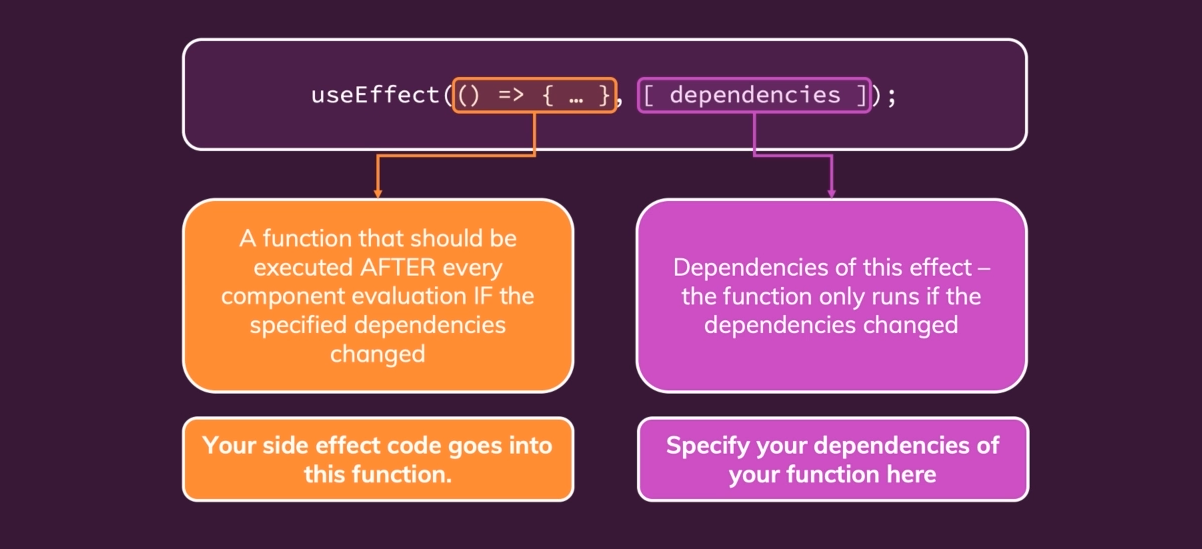 useEffect(() => { … }, [ dependencies ]);
A function that should be
executed AFTER every
component evaluation IF the
specified dependencies
changed
Dependencies of this effect –
the function only runs if the
dependencies changed
Your side effect code goes into
this function.
Specify your dependencies of
your function here